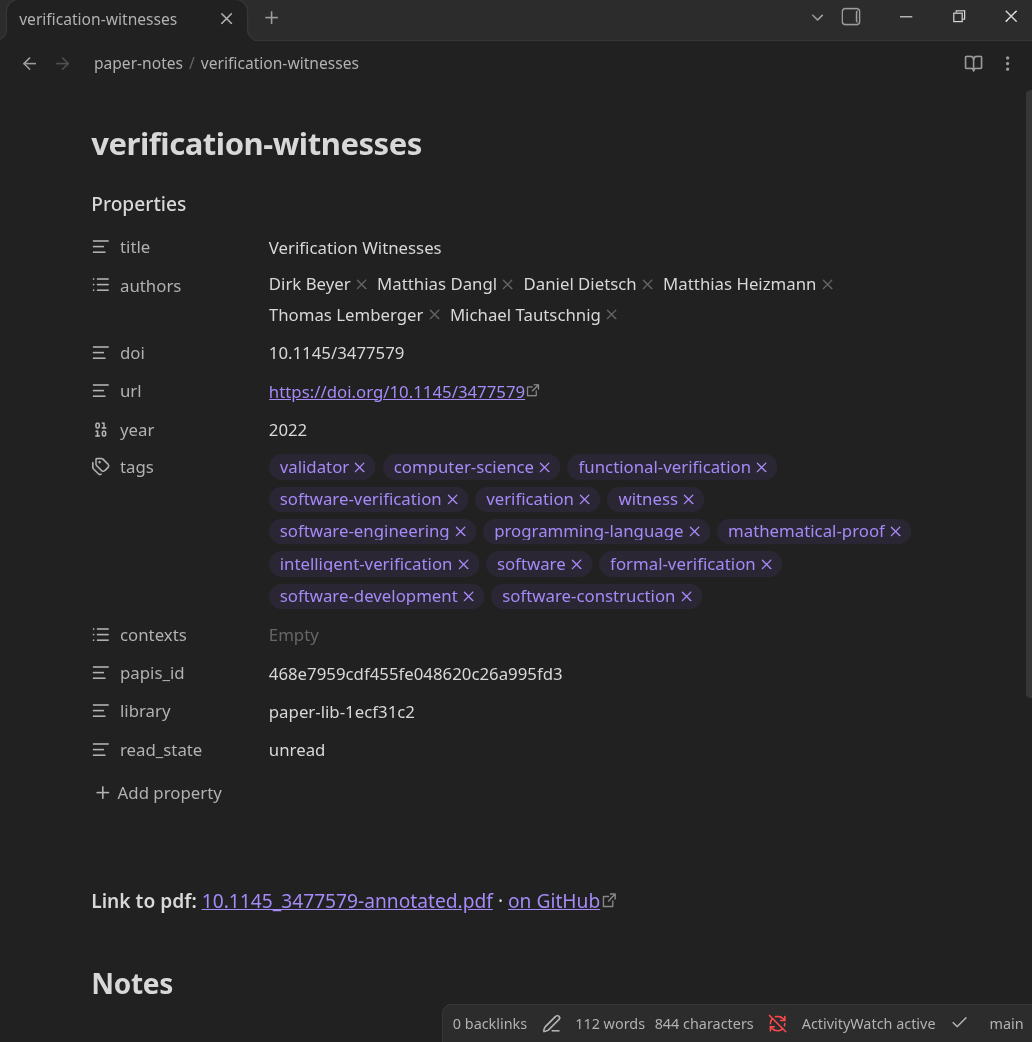 verification-witnesses
paper-notes / verification-witnesses
verification-witnesses
Properties
title Verification Witnesses
authors Dirk Beyer Matthias Dangl Daniel Dietsch Matthias Heizmann
Thomas Lemberger Michael Tautschnig
doi 10.1145/3477579
url https://doi.org/10.1145/3477579
year 2022
tags validator computer-science functional-verification
software-verification verification witness
software-engineering programming-language mathematical-proof
intelligent-verification software formal-verification
software-development software-construction
contexts Empty
papis_id 468e7959cdf455fe048620c26a995fd3
library paper-lib-1ecf31c2
read_state unread
Add property
Link to pdf: 10.1145_3477579-annotated.pdf · on GitHub
Notes
0 backlinks 112 words 844 characters ActivityWatch active main